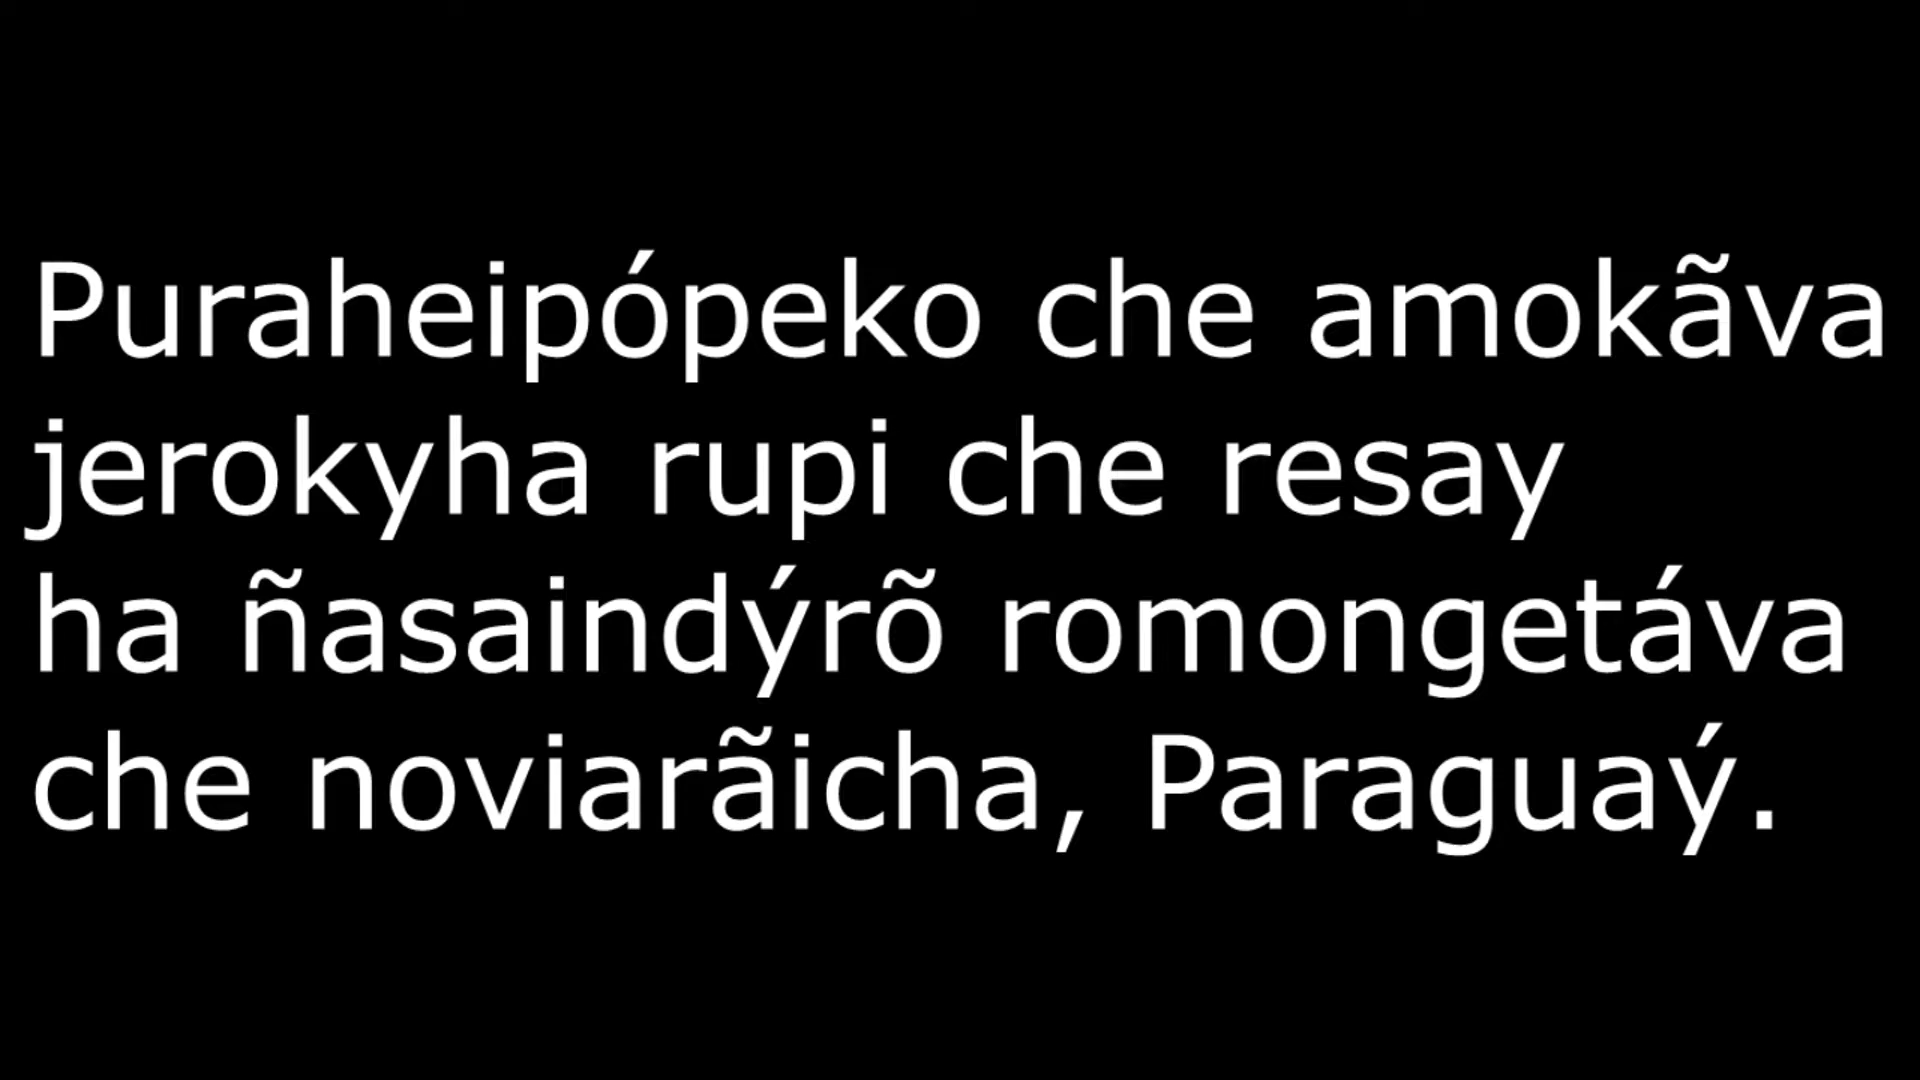 Puraheipópeko che amokãva
jerokyha rupi che resay
ha ñasaindýrõ romongetáva
che noviarãicha, Paraguaý.